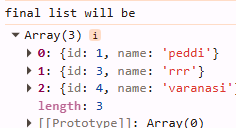 final list will be
▼ Array(3) i
▶ 0: {id: 1, name: 'peddi'}
▶ 1: {id: 3, name: 'rrr'}
▶ 2: {id: 4, name: 'varanasi'}
length: 3
▶ [[Prototype]]: Array(0)